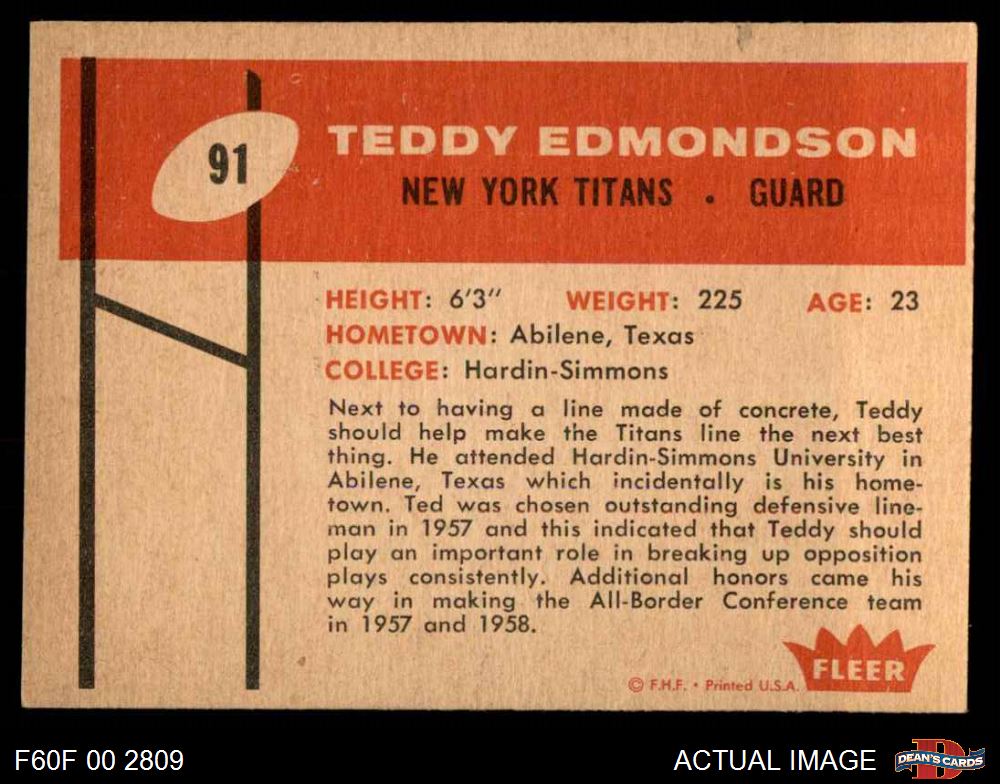 91
TEDDY EDMONDSON
NEW YORK TITANS . GUARD
HEIGHT: 6'3" WEIGHT: 225 AGE: 23
HOMETOWN: Abilene, Texas
COLLEGE: Hardin-Simmons
Next to having a line made of concrete, Teddy
should help make the Titans line the next best
thing. He attended Hardin-Simmons University in
Abilene, Texas which incidentally is his home-
town. Ted was chosen outstanding defensive line-
man in 1957 and this indicated that Teddy should
play an important role in breaking up opposition
plays consistently. Additional honors came his
way in making the All-Border Conference team
in 1957 and 1958.
FLEER
© F.H.F. • Printed U.S.A.
F60F 00 2809
ACTUAL IMAGE
D
DEAN'S CARDS